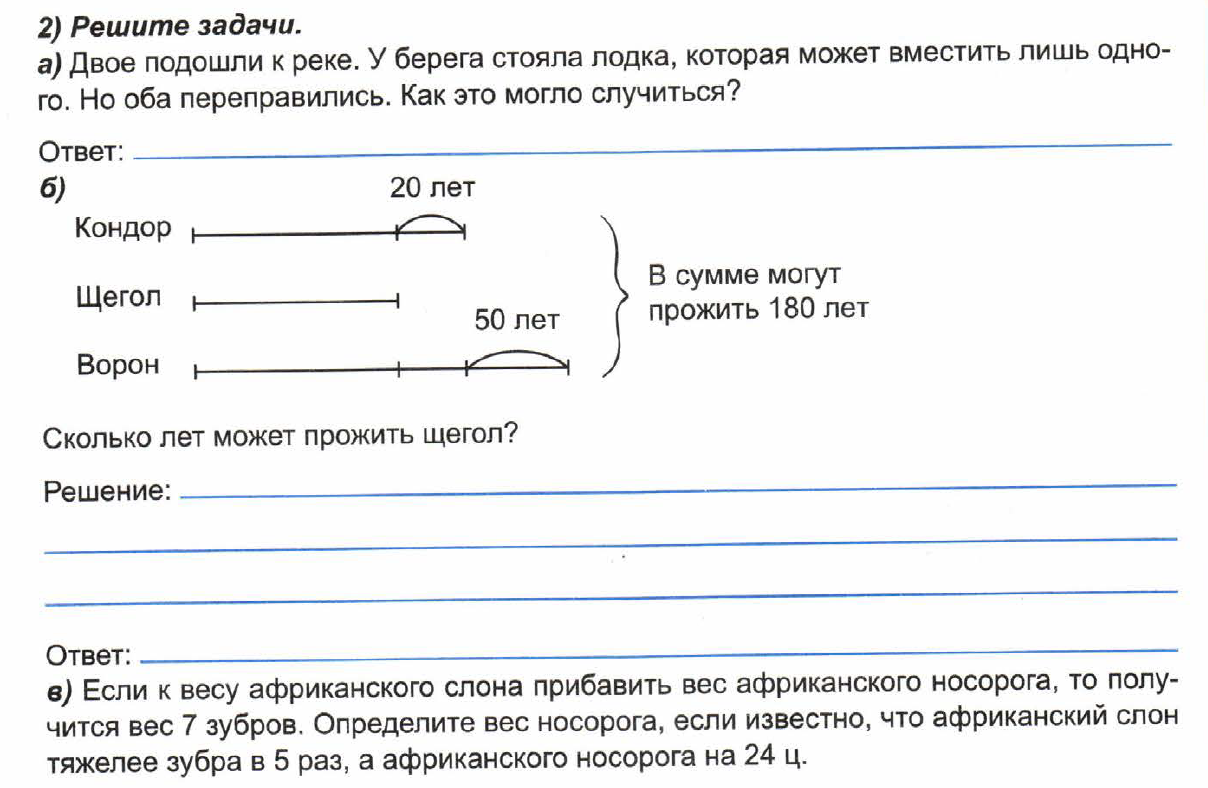 2) Решите задачи.
а) Двое подошли к реке. У берега стояла лодка, которая может вместить лишь одно-
го. Но оба переправились. Как это могло случиться?
Ответ:
б)
20 лет
Кондор
Щегол
В сумме могут
прожить 180 лет
50 лет
Ворон
Сколько лет может прожить щегол?
Решение:
Ответ:
в) Если к весу африканского слона прибавить вес африканского носорога, то полу-
чится вес 7 зубров. Определите вес носорога, если известно, что африканский слон
тяжелее зубра в 5 раз, а африканского носорога на 24 ц.